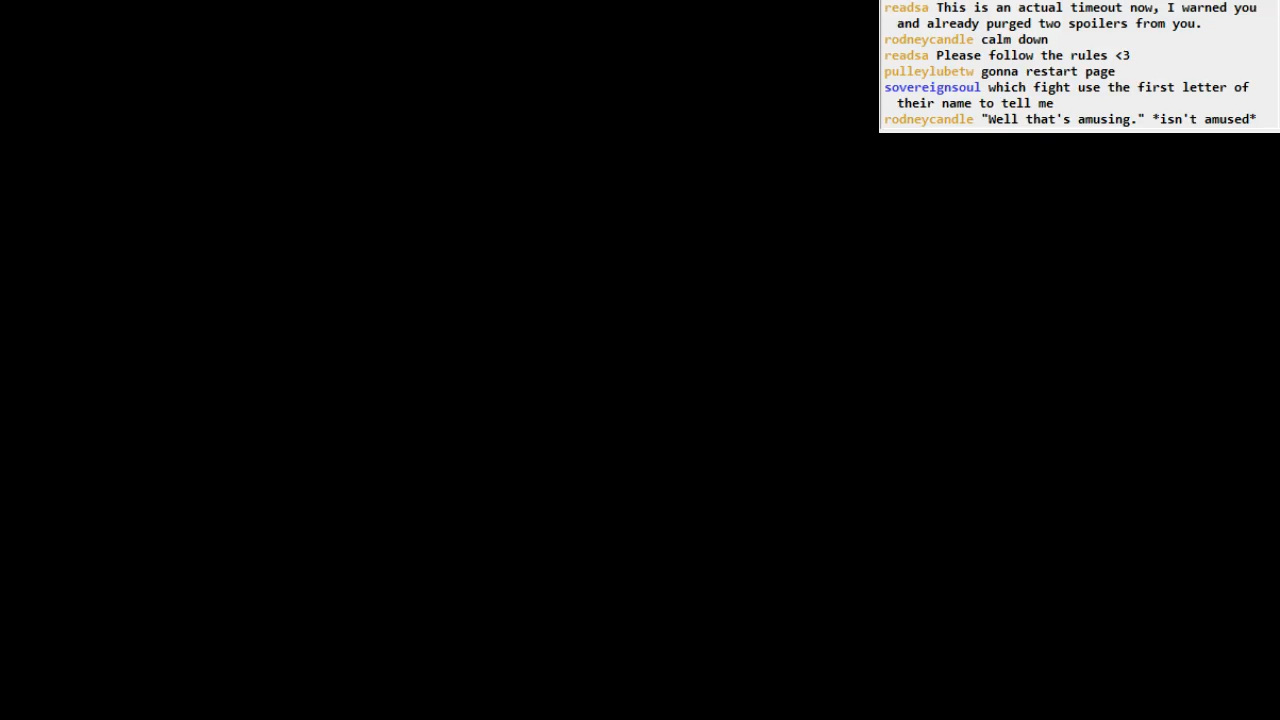 readsa This is an actual timeout now, I warned you
and already purged two spoilers from you.
rodneycandle calm down
readsa Please follow the rules <3
pulleylubetw gonna restart page
sovereignsoul which fight use the first letter of
their name to tell me
rodneycandle "Well that's amusing." *isn't amused*